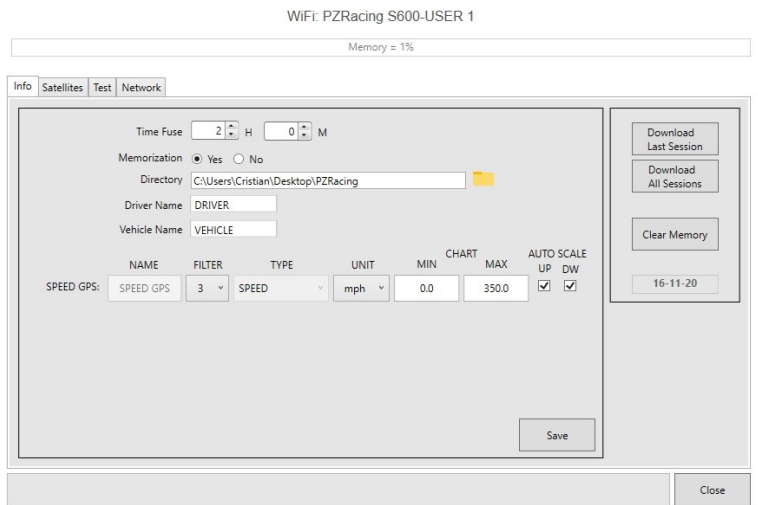 WiFi: PZRacing S600-USER 1
Memory = 1%
Info Satellites Test Network
Time Fuse 2 H 0 M
Memorization Yes No
Directory C:\Users\Cristian\Desktop\PZRacing
Driver Name DRIVER
Vehicle Name VEHICLE
CHART AUTO SCALE
NAME FILTER TYPE UNIT MIN MAX UP DW
SPEED GPS: SPEED GPS 3 SPEED mph 0.0 350.0
Save
Download
Last Session
Download
All Sessions
Clear Memory
16-11-20
Close